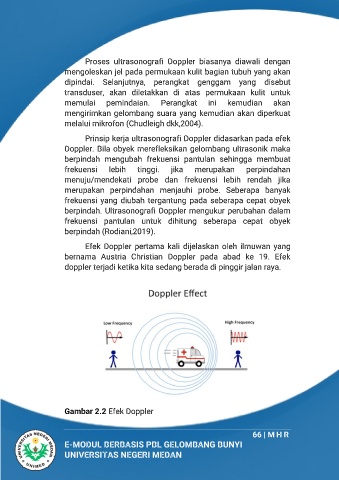 Proses ultrasonografi Doppler biasanya diawali dengan
mengoleskan jel pada permukaan kulit bagian tubuh yang akan
dipindai. Selanjutnya, perangkat genggam yang disebut
transduser, akan diletakkan di atas permukaan kulit untuk
memulai pemindaian. Perangkat ini kemudian akan
mengirimkan gelombang suara yang kemudian akan diperkuat
melalui mikrofon (Chudleigh dkk,2004).
Prinsip kerja ultrasonografi Doppler didasarkan pada efek
Doppler. Bila obyek merefleksikan gelombang ultrasonik maka
berpindah mengubah frekuensi pantulan sehingga membuat
frekuensi lebih tinggi. jika merupakan perpindahan
menuju/mendekati probe dan frekuensi lebih rendah jika
merupakan perpindahan menjauhi probe. Seberapa banyak
frekuensi yang diubah tergantung pada seberapa cepat obyek
berpindah. Ultrasonografi Doppler mengukur perubahan dalam
frekuensi pantulan untuk dihitung seberapa cepat obyek
berpindah (Rodiani,2019).
Efek Doppler pertama kali dijelaskan oleh ilmuwan yang
bernama Austria Christian Doppler pada abad ke 19. Efek
doppler terjadi ketika kita sedang berada di pinggir jalan raya.
Doppler Effect
Low Frequency
High Frequency
Gambar 2.2 Efek Doppler
66 | M H R
E-MODUL BERBASIS PBL GELOMBANG BUNYI
UNIVERSITAS NEGERI MEDAN
UNIVERSITAS NEGERI MEDAN
UNIMED